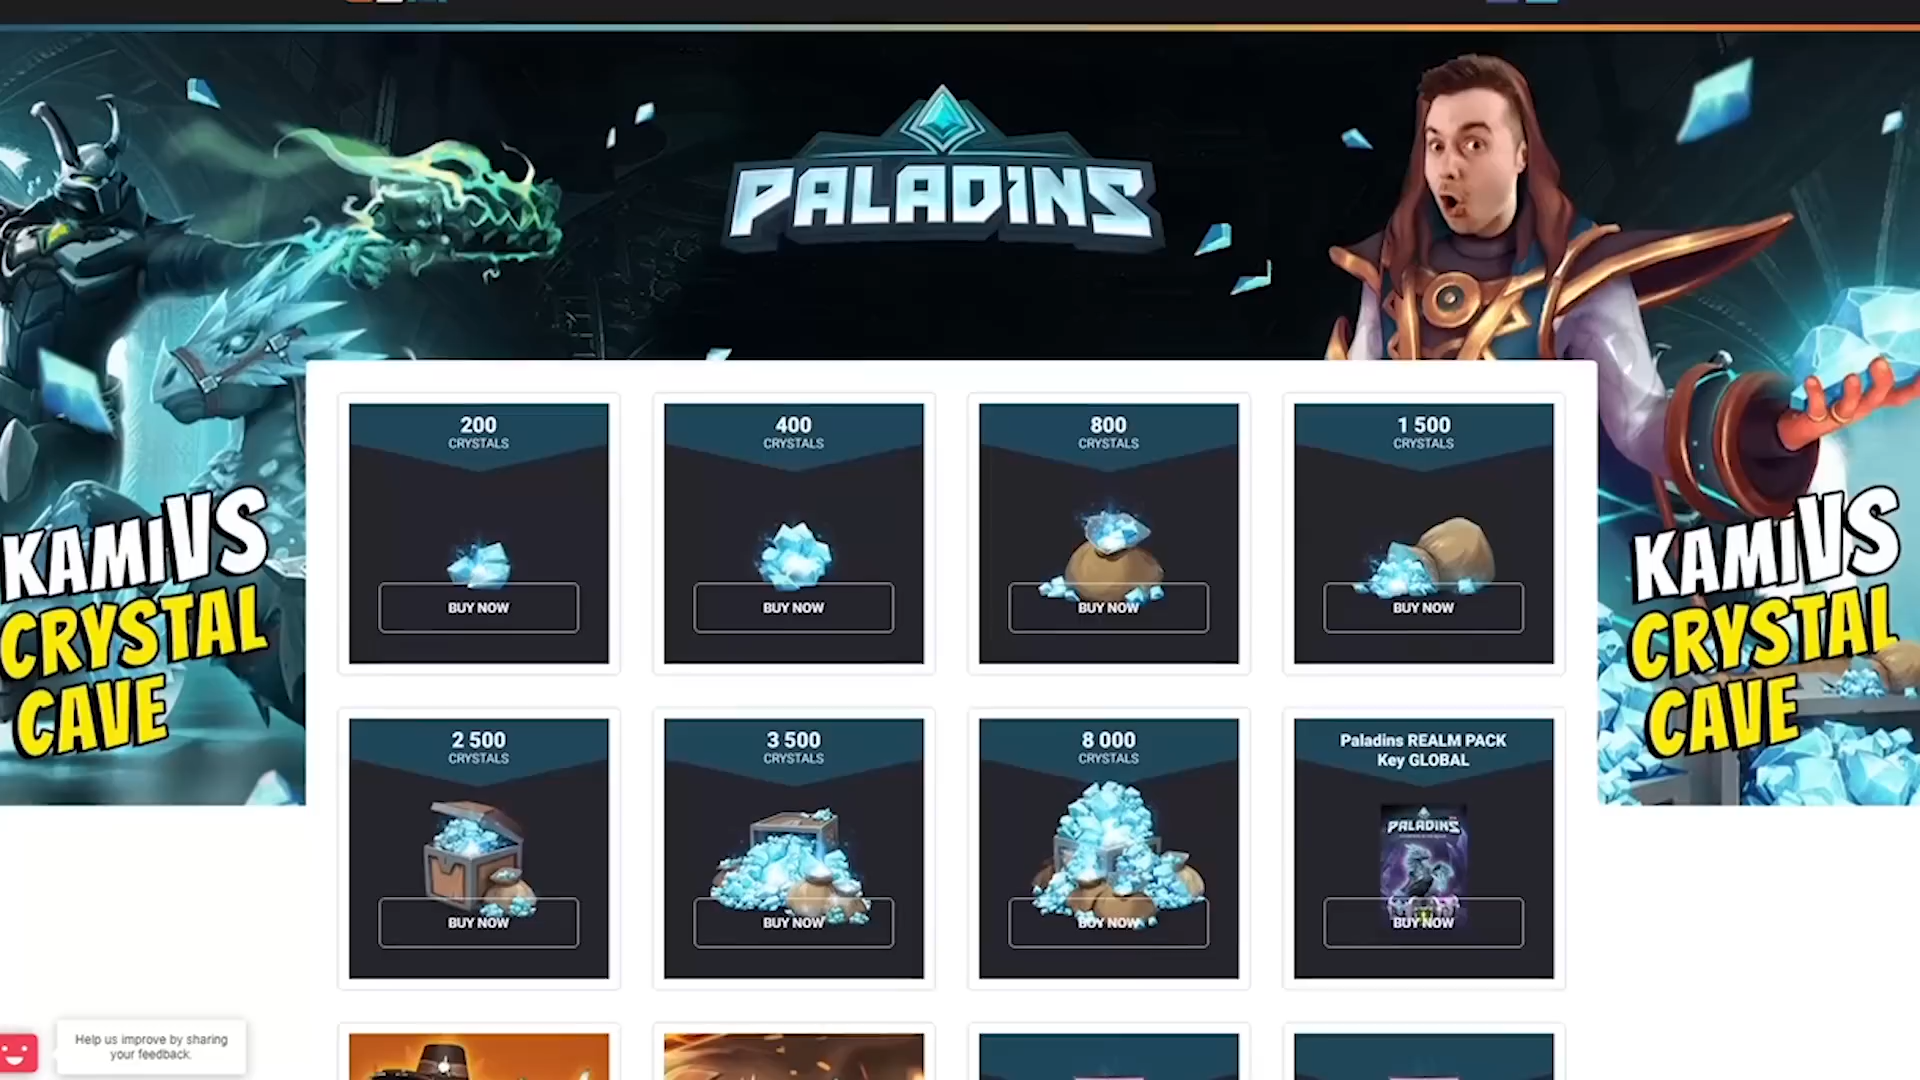 PALADINS
KAMIVS
CRYSTAL
CAVE
KAMIVS
CRYSTAL
CAVE
200
CRYSTALS
BUY NOW
400
CRYSTALS
BUY NOW
800
CRYSTALS
BUY NOW
1 500
CRYSTALS
BUY NOW
2 500
CRYSTALS
BUY NOW
3 500
CRYSTALS
BUY NOW
8 000
CRYSTALS
BUY NOW
Paladins REALM PACK
Key GLOBAL
PALADINS
BUY NOW
Help us improve by sharing
your feedback.